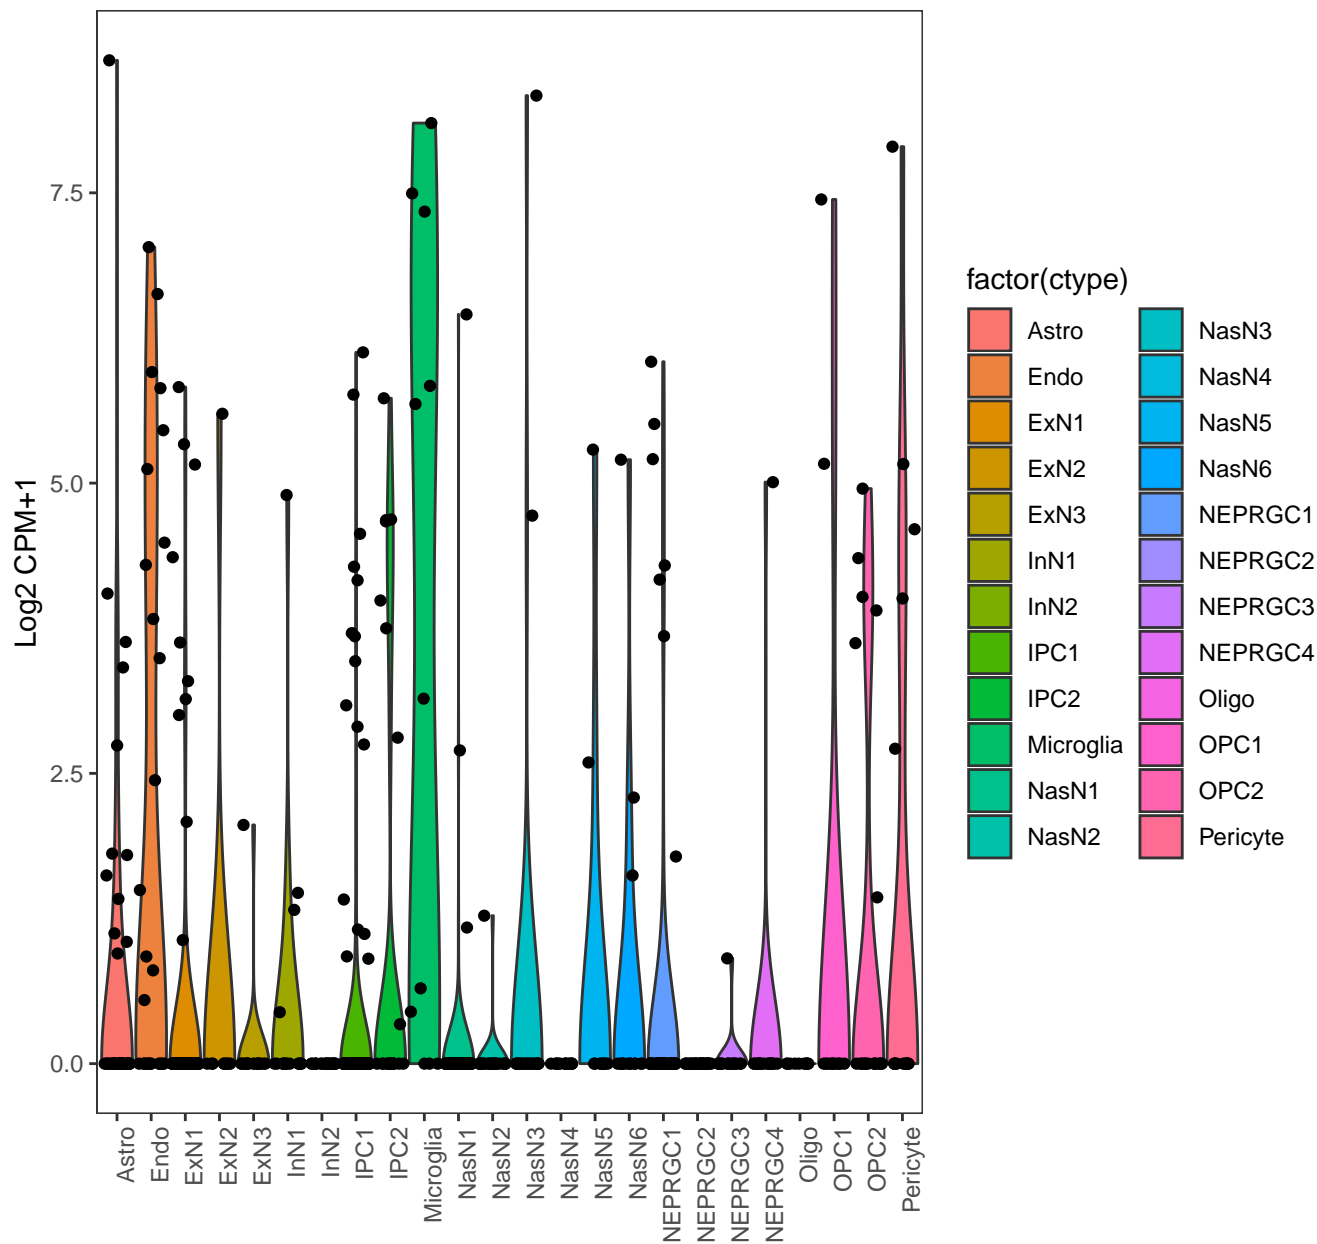 Log2 CPM+1
7.5
5.0
2.5
0.0
Astro
Endo
ExN1
ExN2
ExN3
InN1
InN2
IPC1
IPC2
Microglia
NasN1
NasN2
NasN3
NasN4
NasN5
NasN6
NEPRGC1
NEPRGC2
NEPRGC3
NEPRGC4
Oligo
OPC1
OPC2
Pericyte
factor(ctype)
Astro
Endo
ExN1
ExN2
ExN3
InN1
InN2
IPC1
IPC2
Microglia
NasN1
NasN2
NasN3
NasN4
NasN5
NasN6
NEPRGC1
NEPRGC2
NEPRGC3
NEPRGC4
Oligo
OPC1
OPC2
Pericyte